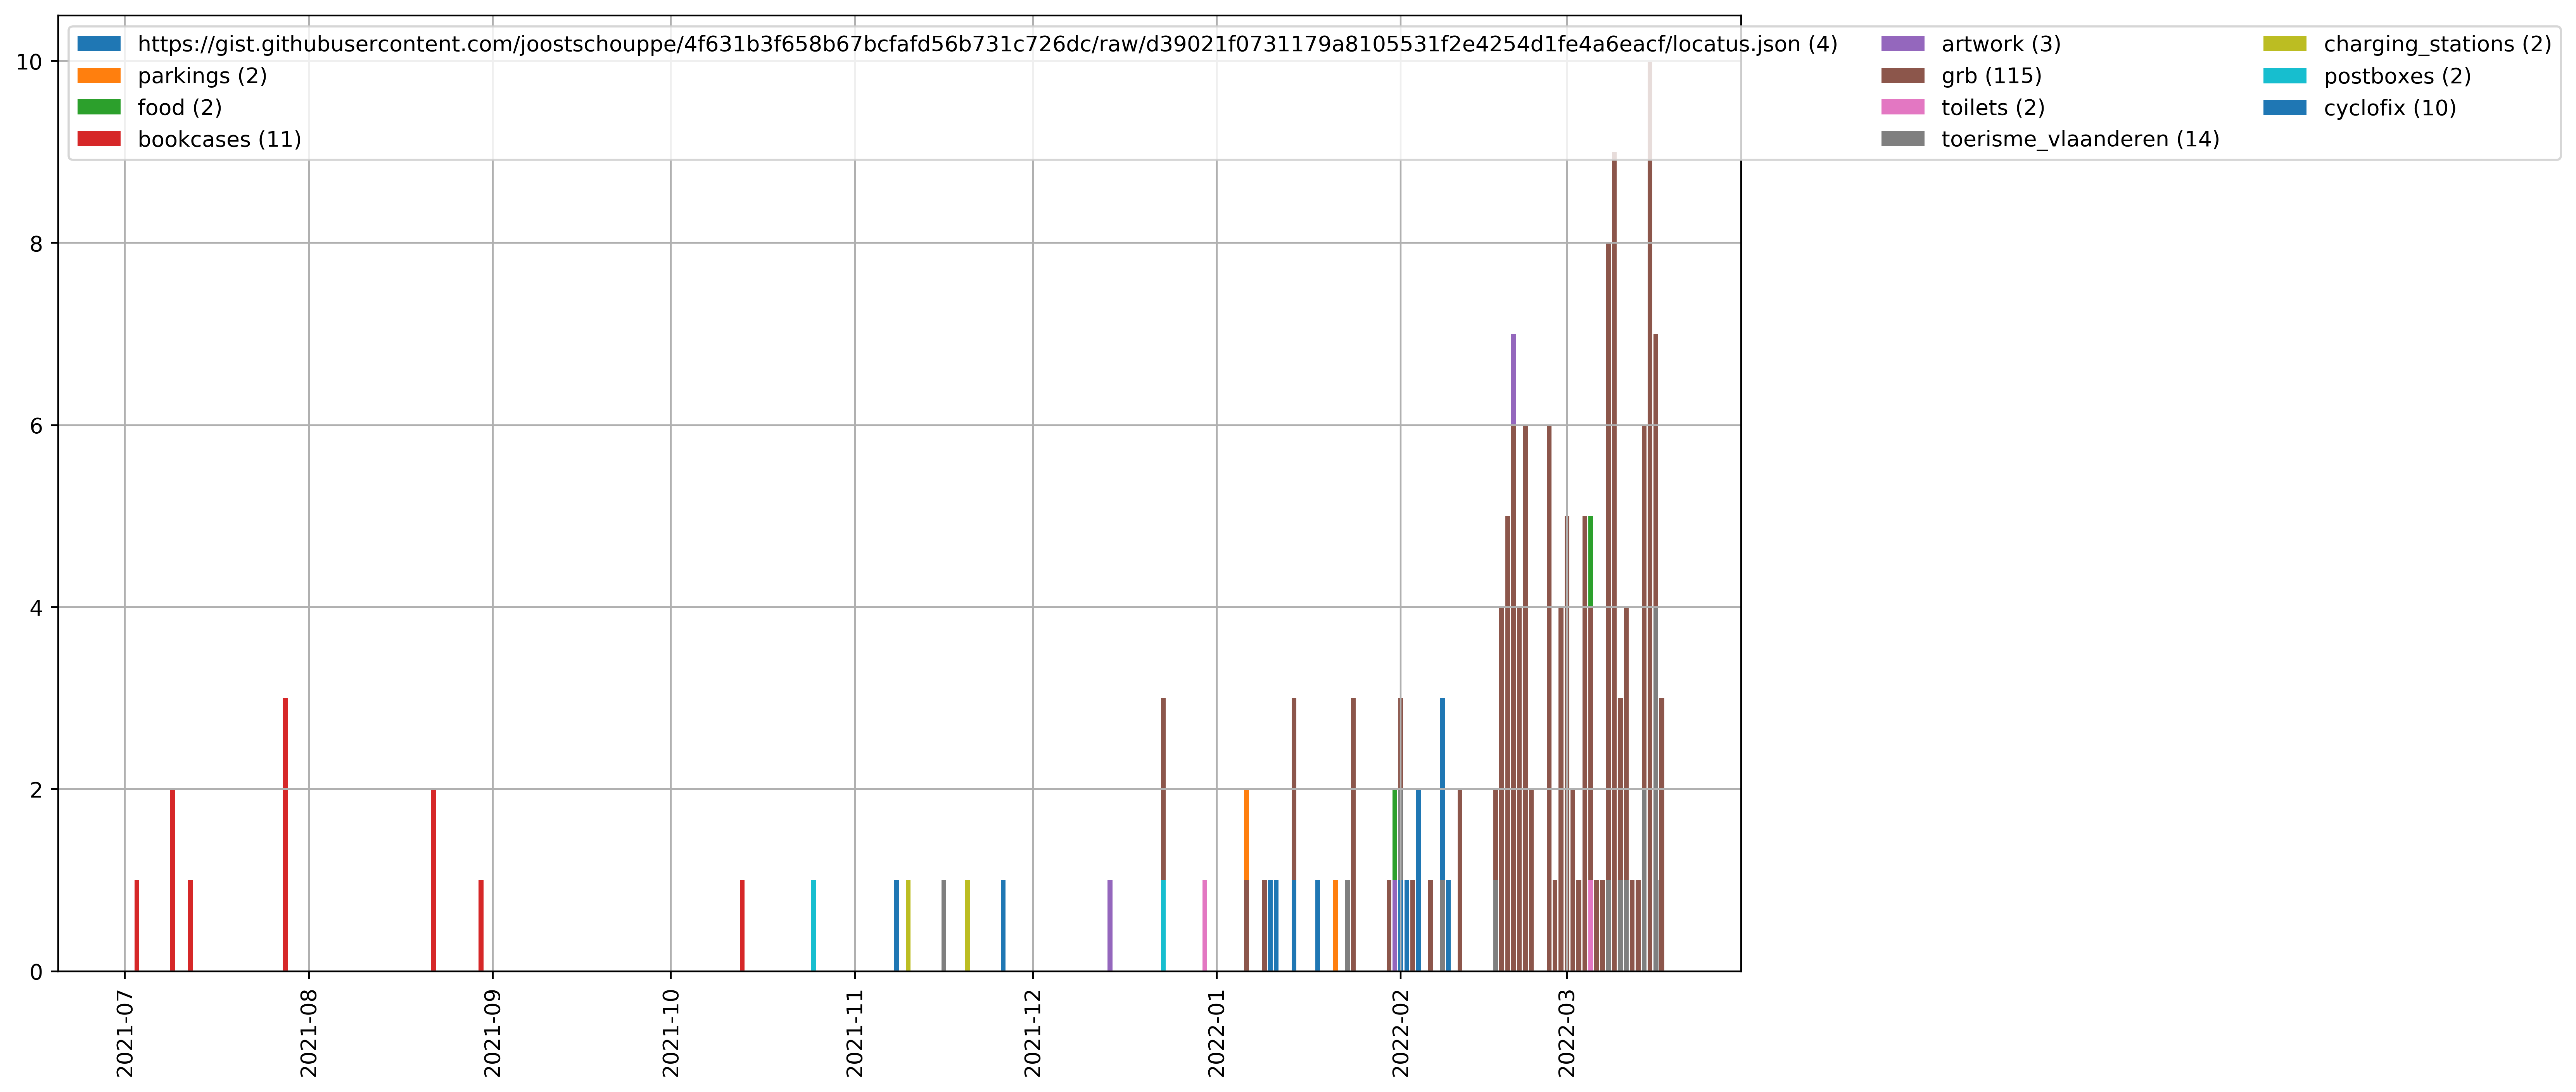 https://gist.githubusercontent.com/joostschouppe/4f631b3f658b67bcfafd56b731c726dc/raw/d39021f0731179a8105531f2e4254d1fe4a6eacf/locatus.json (4)
parkings (2)
food (2)
bookcases (11)
artwork (3)
grb (115)
toilets (2)
toerisme_vlaanderen (14)
charging_stations (2)
postboxes (2)
cyclofix (10)
10
8
6
4
2
0
2021-07
2021-08
2021-09
2021-10
2021-11
2021-12
2022-01
2022-02
2022-03